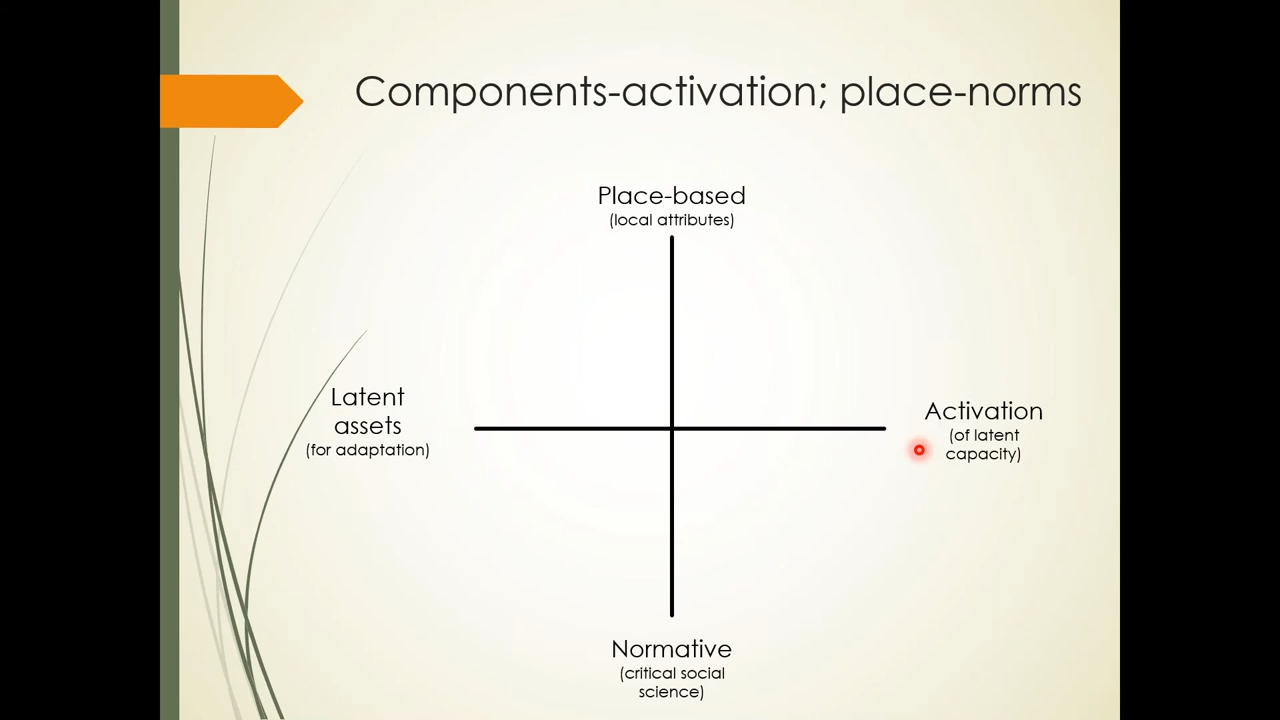 Components-activation; place-norms
Place-based
(local attributes)
Latent
assets
(for adaptation)
Activation
(of latent
capacity)
Normative
(critical social
science)